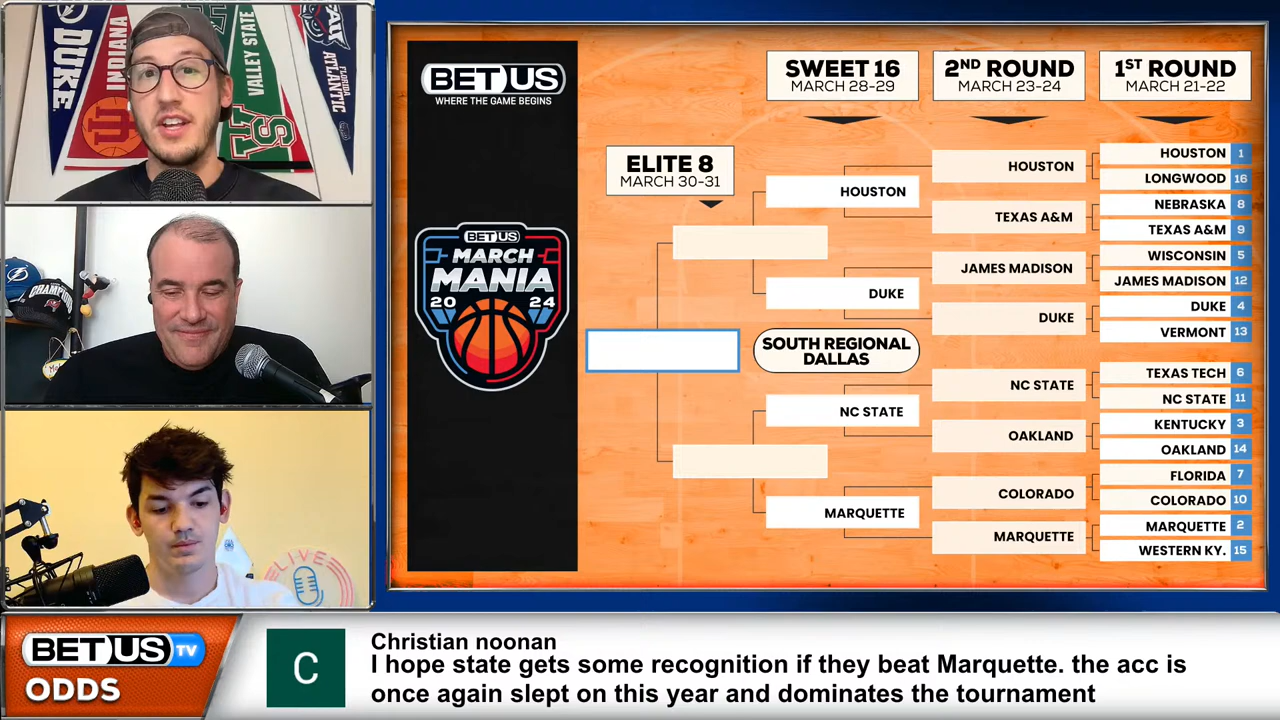 DUKE
INDIANA
VALLEY STATE
FLORIDA ATLANTIC
CHAMPION
LIVE
BETUS
WHERE THE GAME BEGINS
BETUS
MARCH
MANIA
20 24
SWEET 16
MARCH 28-29
2ND ROUND
MARCH 23-24
1ST ROUND
MARCH 21-22
ELITE 8
MARCH 30-31
HOUSTON
DUKE
SOUTH REGIONAL
DALLAS
NC STATE
MARQUETTE
HOUSTON
TEXAS A&M
JAMES MADISON
DUKE
NC STATE
OAKLAND
COLORADO
MARQUETTE
HOUSTON 1
LONGWOOD 16
NEBRASKA 8
TEXAS A&M 9
WISCONSIN 5
JAMES MADISON 12
DUKE 4
VERMONT 13
TEXAS TECH 6
NC STATE 11
KENTUCKY 3
OAKLAND 14
FLORIDA 7
COLORADO 10
MARQUETTE 2
WESTERN KY. 15
BETUS TV
ODDS
C
Christian noonan
I hope state gets some recognition if they beat Marquette. the acc is
once again slept on this year and dominates the tournament